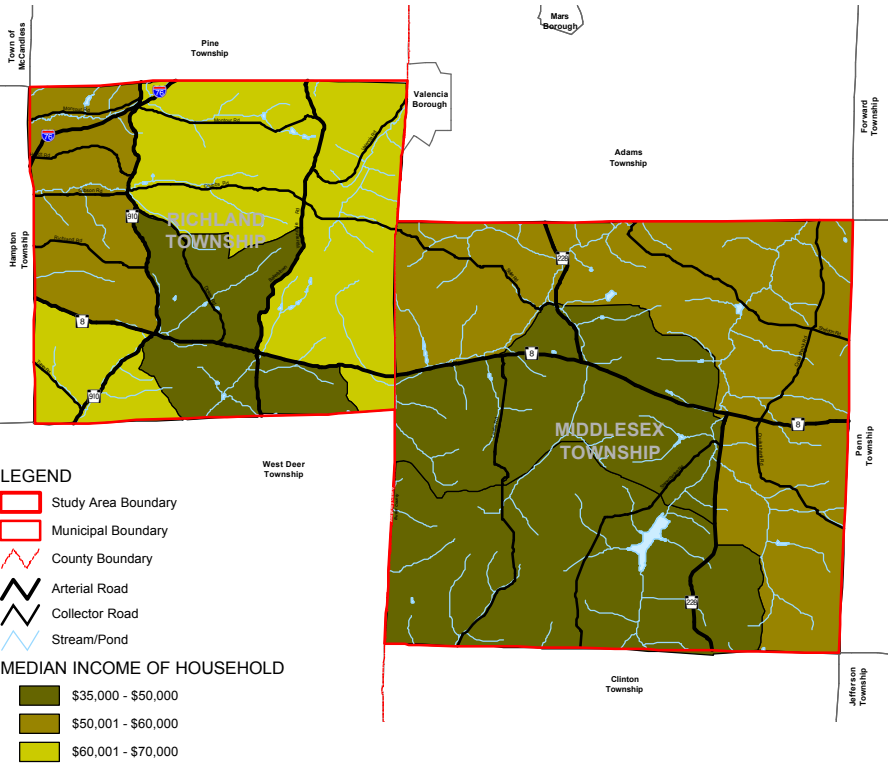 Town of
McCandless
Pine
Township
Mars
Borough
Valencia
Borough
Adams
Township
Forward
Township
Hampton
Township
76
76
910
RICHLAND
TOWNSHIP
8
910
228
8
MIDDLESEX
TOWNSHIP
8
228
Penn
Township
West Deer
Township
Clinton
Township
Jefferson
Township
LEGEND
Study Area Boundary
Municipal Boundary
County Boundary
Arterial Road
Collector Road
Stream/Pond
MEDIAN INCOME OF HOUSEHOLD
$35,000 - $50,000
$50,001 - $60,000
$60,001 - $70,000